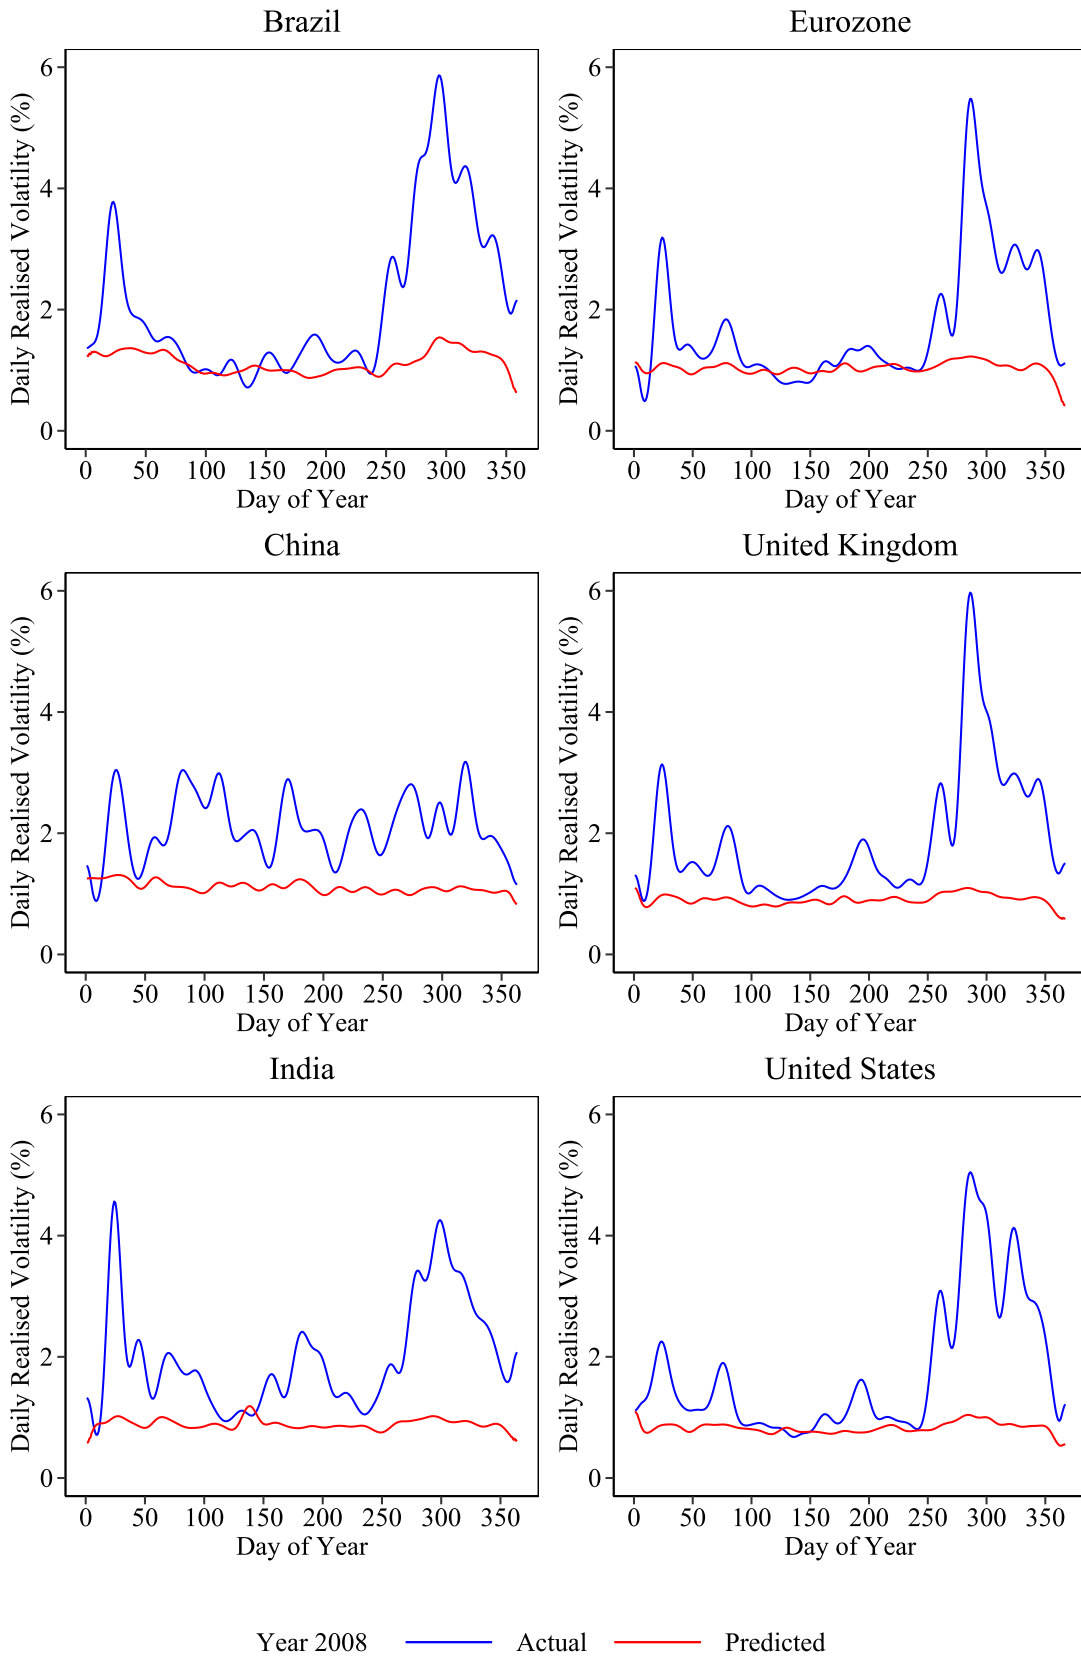 Brazil
Daily Realised Volatility (%)
6
4
2
0
0 50 100 150 200 250 300 350
Day of Year
Eurozone
Daily Realised Volatility (%)
6
4
2
0
0 50 100 150 200 250 300 350
Day of Year
China
Daily Realised Volatility (%)
6
4
2
0
0 50 100 150 200 250 300 350
Day of Year
United Kingdom
Daily Realised Volatility (%)
6
4
2
0
0 50 100 150 200 250 300 350
Day of Year
India
Daily Realised Volatility (%)
6
4
2
0
0 50 100 150 200 250 300 350
Day of Year
United States
Daily Realised Volatility (%)
6
4
2
0
0 50 100 150 200 250 300 350
Day of Year
Year 2008 Actual Predicted